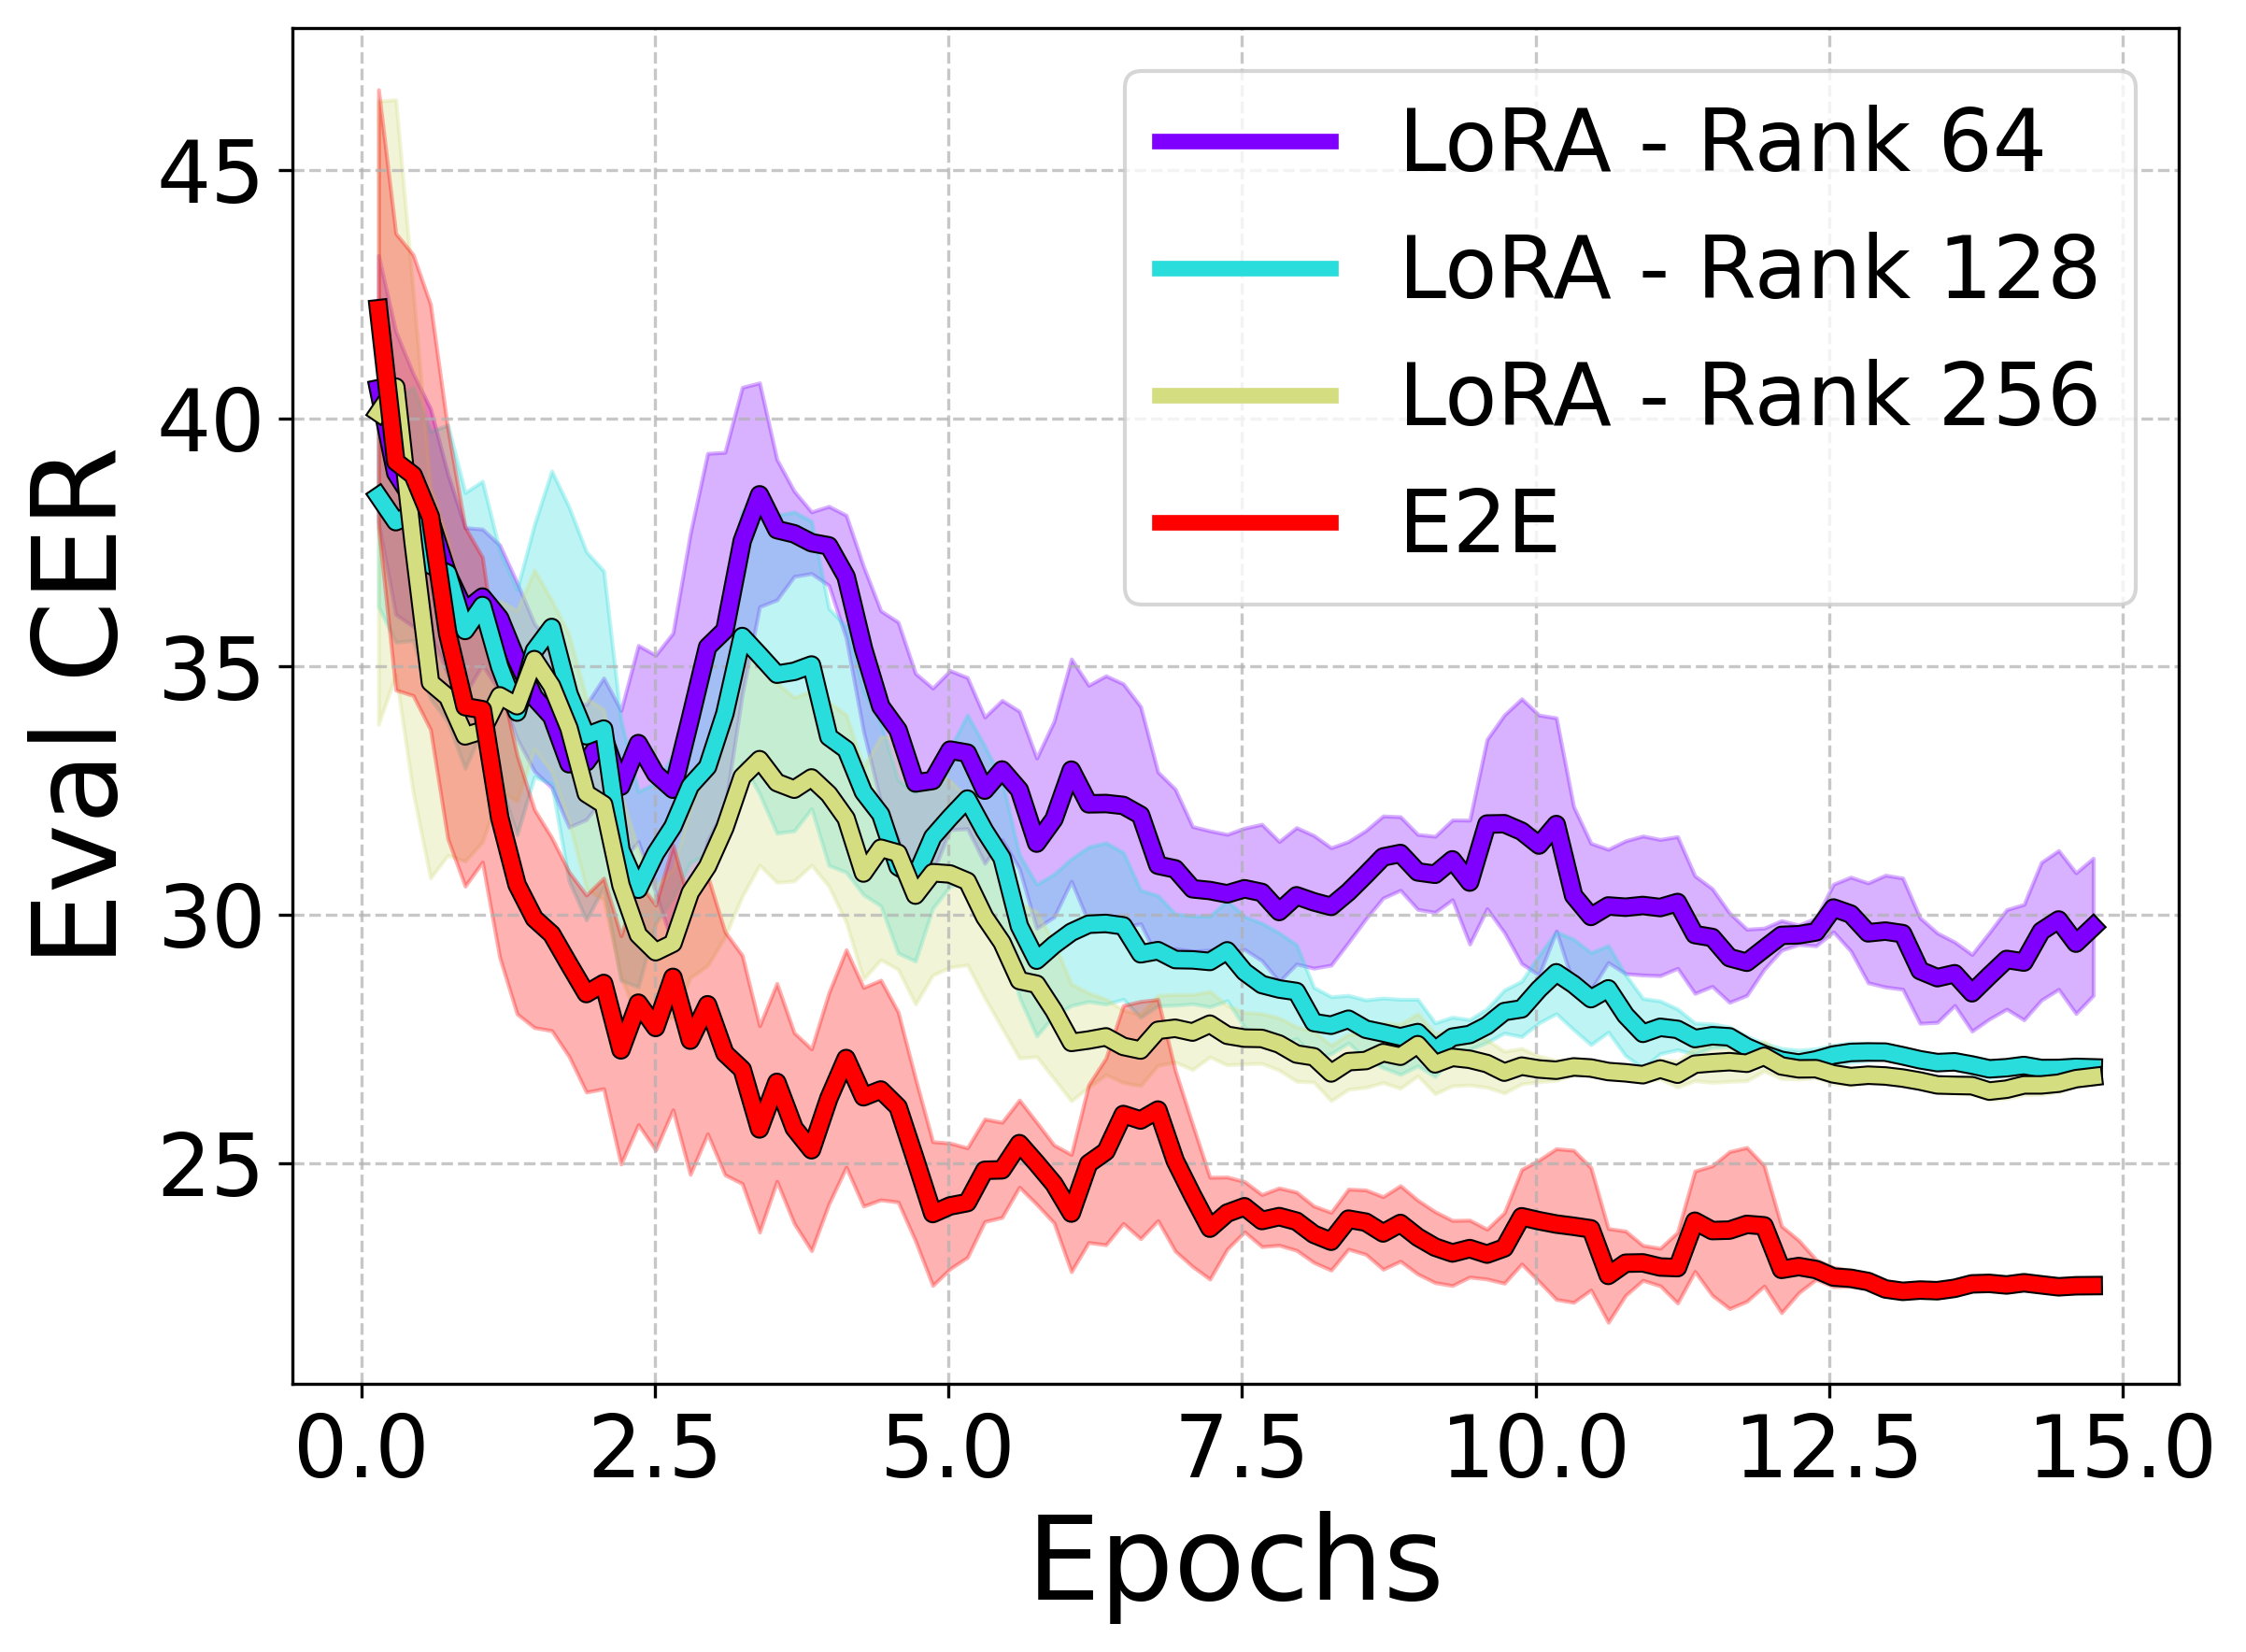 LoRA - Rank 64
LoRA - Rank 128
LoRA - Rank 256
E2E
Eval CER
45
40
35
30
25
0.0 2.5 5.0 7.5 10.0 12.5 15.0
Epochs